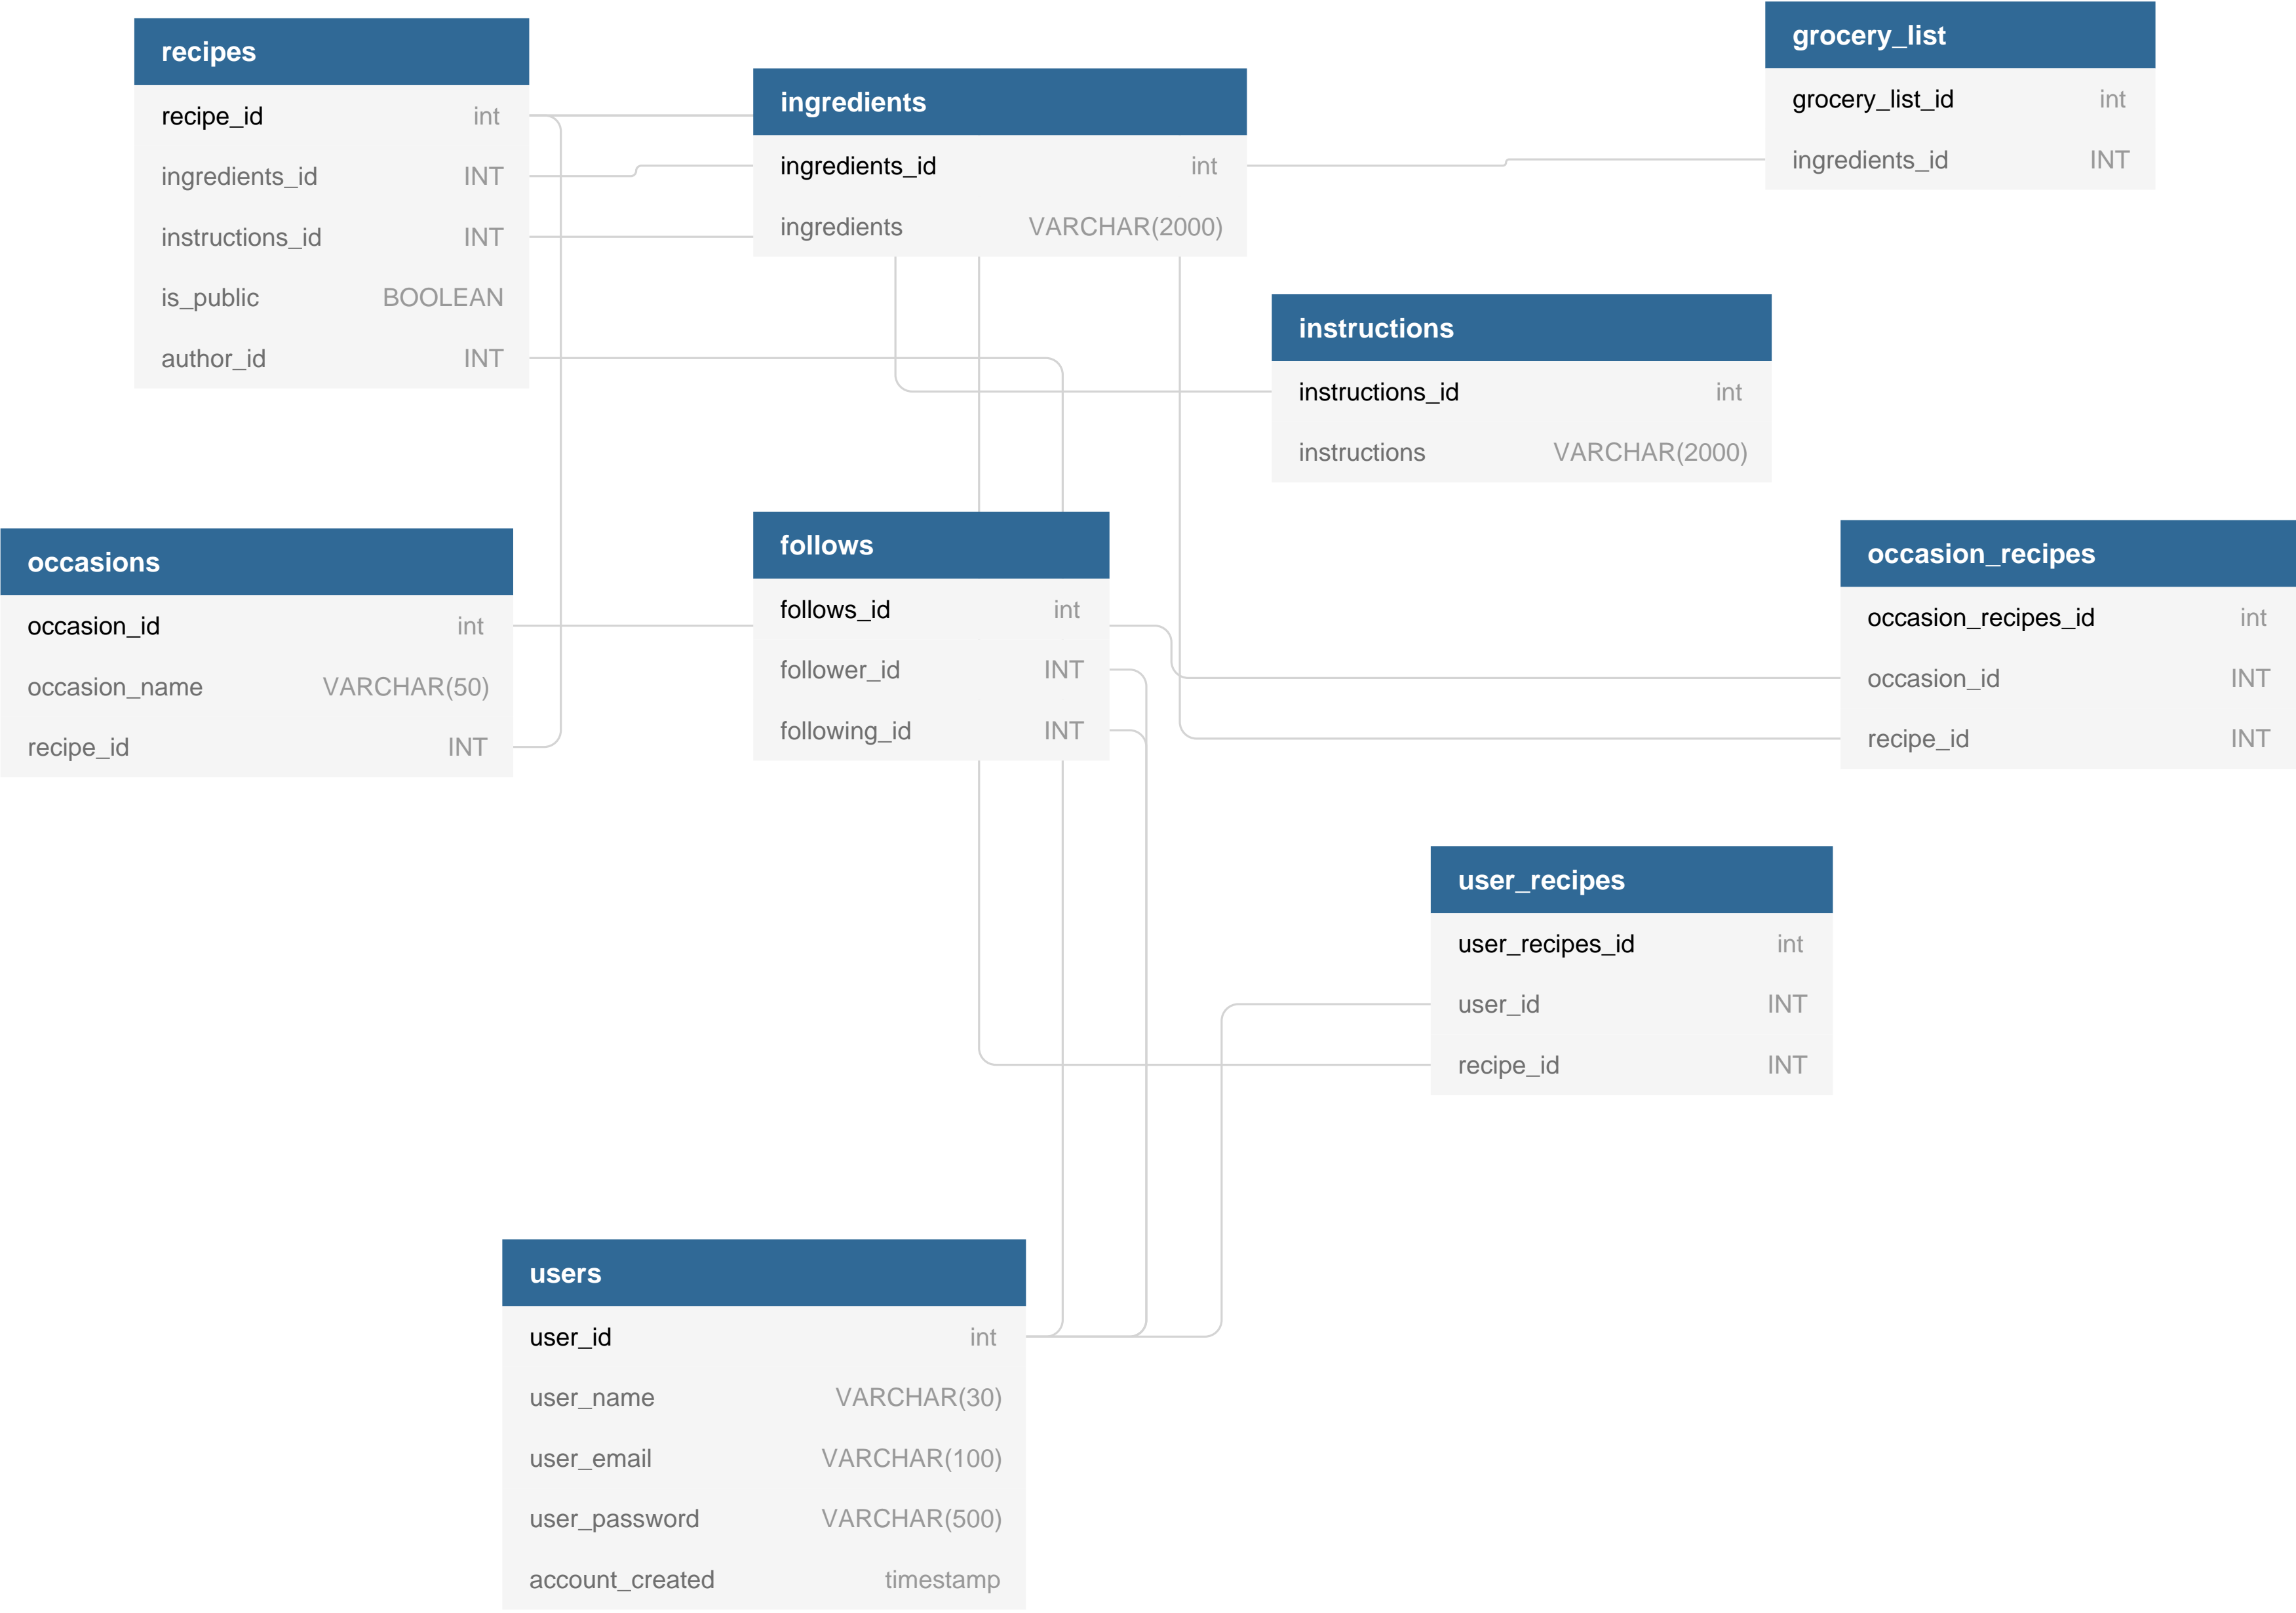 recipes
recipe_id int
ingredients_id INT
instructions_id INT
is_public BOOLEAN
author_id INT
ingredients
ingredients_id int
ingredients VARCHAR(2000)
grocery_list
grocery_list_id int
ingredients_id INT
instructions
instructions_id int
instructions VARCHAR(2000)
occasions
occasion_id int
occasion_name VARCHAR(50)
recipe_id INT
follows
follows_id int
follower_id INT
following_id INT
occasion_recipes
occasion_recipes_id int
occasion_id INT
recipe_id INT
user_recipes
user_recipes_id int
user_id INT
recipe_id INT
users
user_id int
user_name VARCHAR(30)
user_email VARCHAR(100)
user_password VARCHAR(500)
account_created timestamp